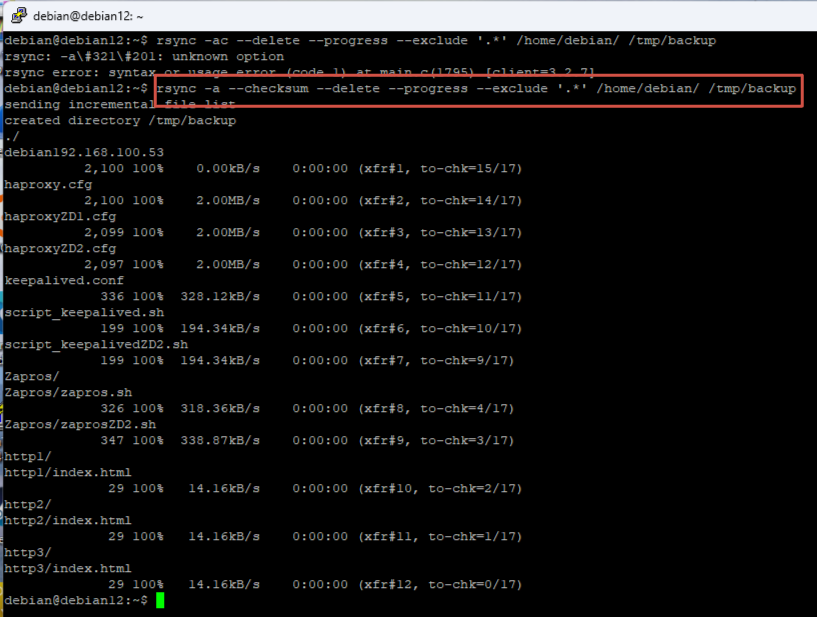 debian@debian12: ~
debian@debian12:~$ rsync -ac --delete --progress --exclude '.*' /home/debian/ /tmp/backup
rsync: -a\#321\#201: unknown option
rsync error: syntax or usage error (code 1) at main.c(1795) [client=3.2.7]
debian@debian12:~$ rsync -a --checksum --delete --progress --exclude '.*' /home/debian/ /tmp/backup
sending incremental file list
created directory /tmp/backup
./
debian192.168.100.53
2,100 100% 0.00kB/s 0:00:00 (xfr#1, to-chk=15/17)
haproxy.cfg
2,100 100% 2.00MB/s 0:00:00 (xfr#2, to-chk=14/17)
haproxyZD1.cfg
2,099 100% 2.00MB/s 0:00:00 (xfr#3, to-chk=13/17)
haproxyZD2.cfg
2,097 100% 2.00MB/s 0:00:00 (xfr#4, to-chk=12/17)
keepalived.conf
336 100% 328.12kB/s 0:00:00 (xfr#5, to-chk=11/17)
script_keepalived.sh
199 100% 194.34kB/s 0:00:00 (xfr#6, to-chk=10/17)
script_keepalivedZD2.sh
199 100% 194.34kB/s 0:00:00 (xfr#7, to-chk=9/17)
Zapros/
Zapros/zapros.sh
326 100% 318.36kB/s 0:00:00 (xfr#8, to-chk=4/17)
Zapros/zaprosZD2.sh
347 100% 338.87kB/s 0:00:00 (xfr#9, to-chk=3/17)
http1/
http1/index.html
29 100% 14.16kB/s 0:00:00 (xfr#10, to-chk=2/17)
http2/
http2/index.html
29 100% 14.16kB/s 0:00:00 (xfr#11, to-chk=1/17)
http3/
http3/index.html
29 100% 14.16kB/s 0:00:00 (xfr#12, to-chk=0/17)
debian@debian12:~$